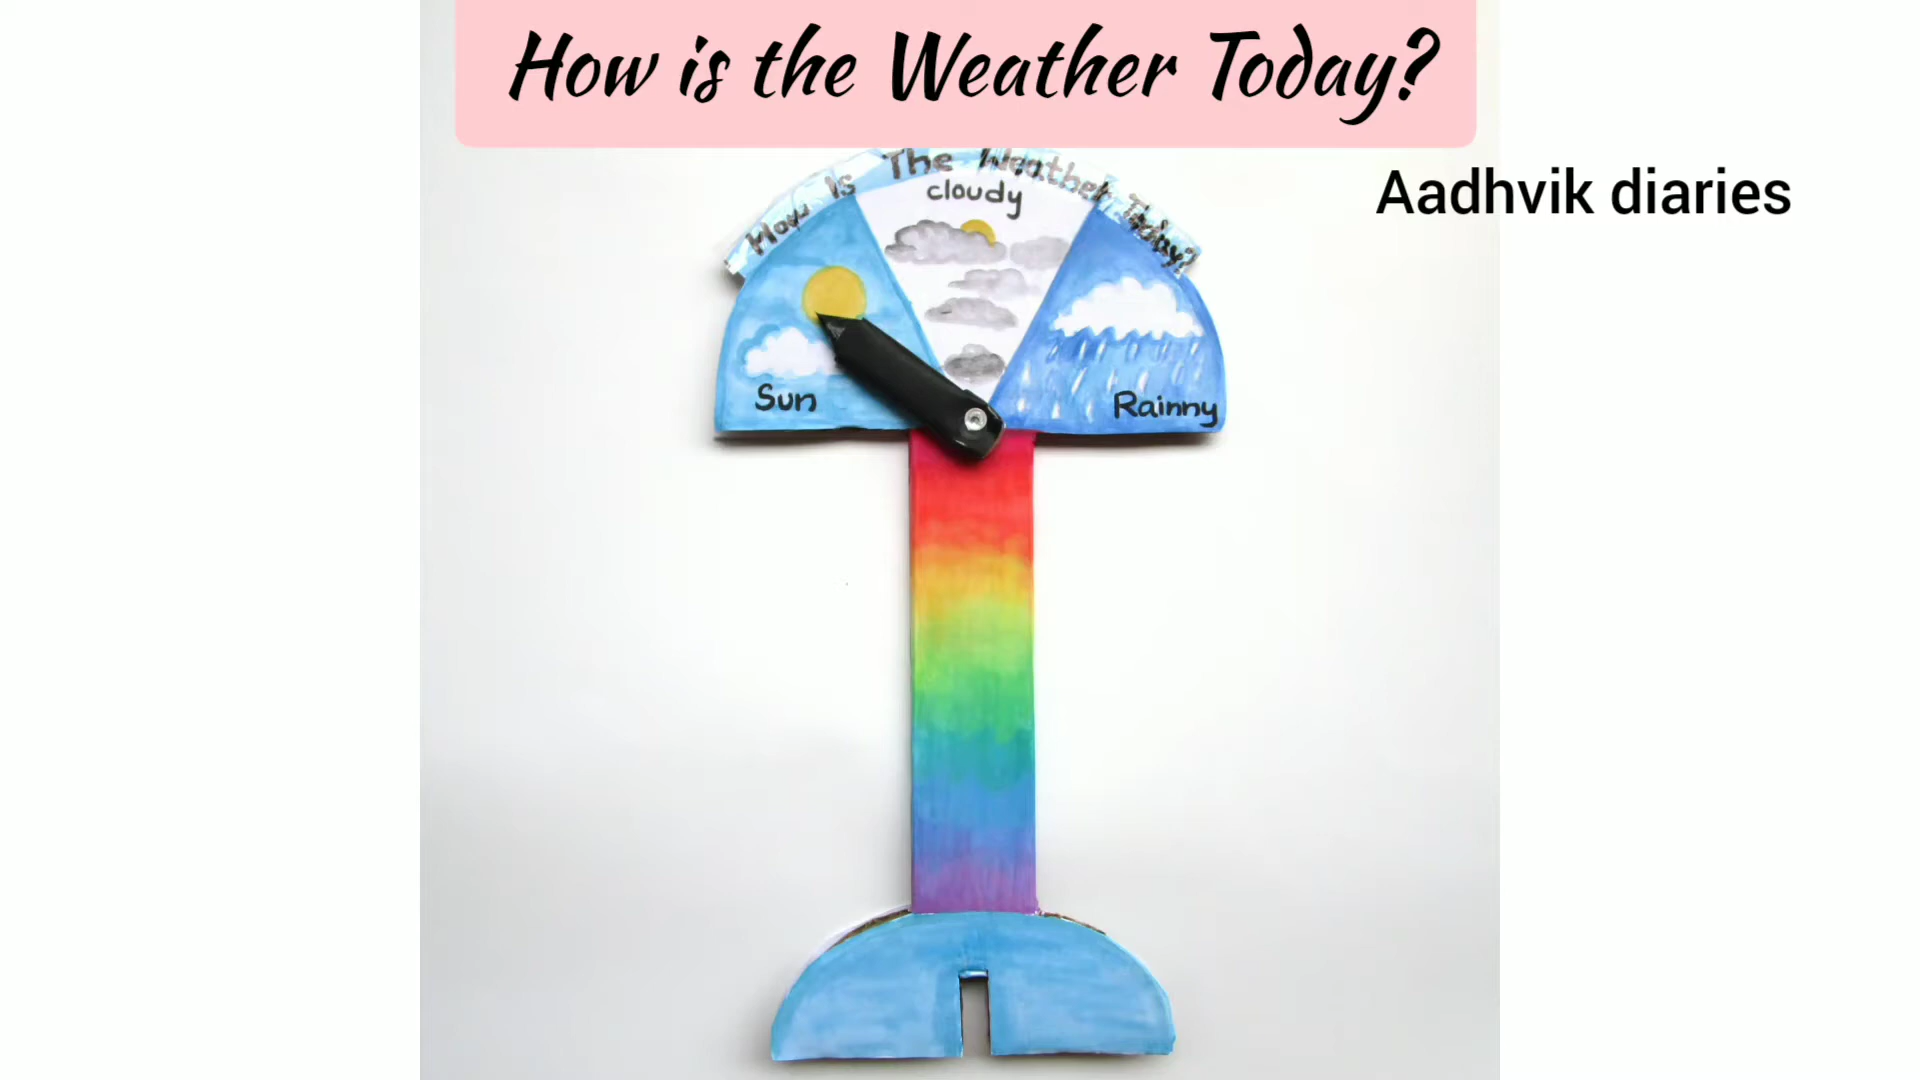 How is the Weather Today?
Aadhvik diaries
How Is The Weather Today?
cloudy
Sun
Rainny